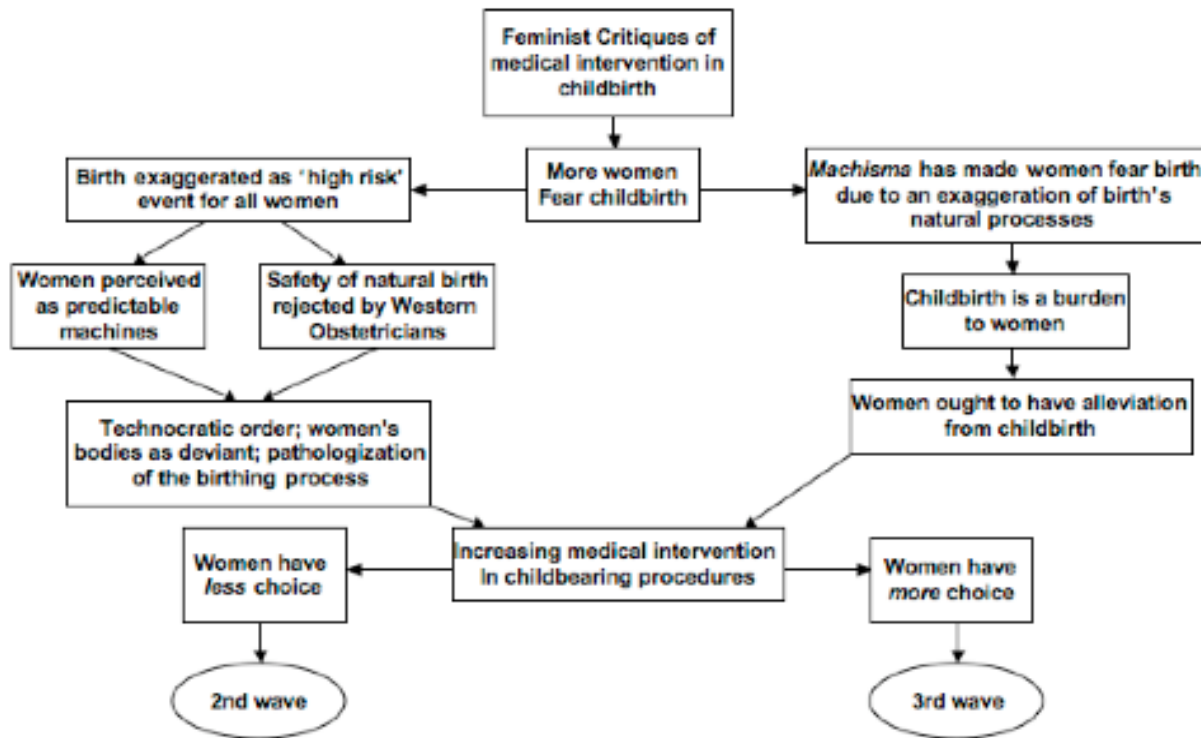 Feminist Critiques of
medical intervention in
childbirth
More women
Fear childbirth
Birth exaggerated as 'high risk'
event for all women
Machisma has made women fear birth
due to an exaggeration of birth's
natural processes
Women perceived
as predictable
machines
Safety of natural birth
rejected by Western
Obstetricians
Childbirth is a burden
to women
Technocratic order; women's
bodies as deviant; pathologization
of the birthing process
Women ought to have alleviation
from childbirth
Increasing medical intervention
In childbearing procedures
Women have
less choice
Women have
more choice
2nd wave
3rd wave